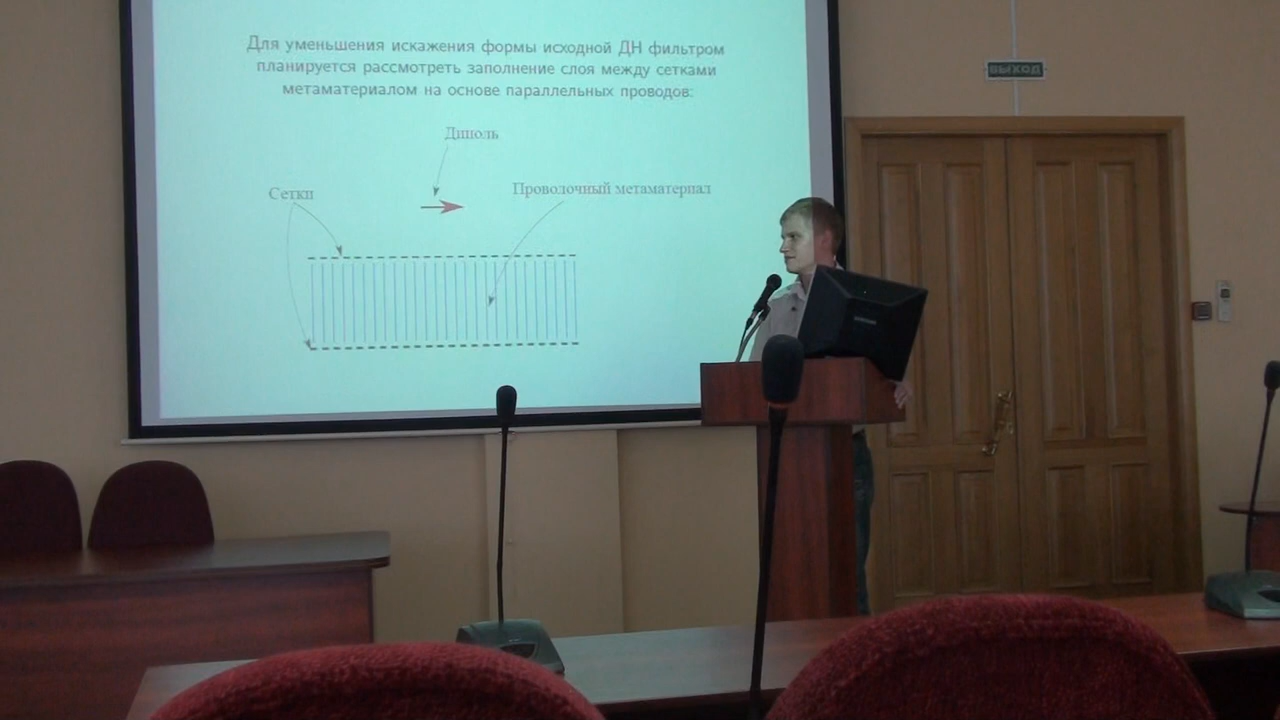 Для уменьшения искажения формы исходной ДН фильтром
планируется рассмотреть заполнение слоя между сетками
метаматериалом на основе параллельных проводов:
Диполь
Сетки
Проволочный метаматериал
ВЫХОД